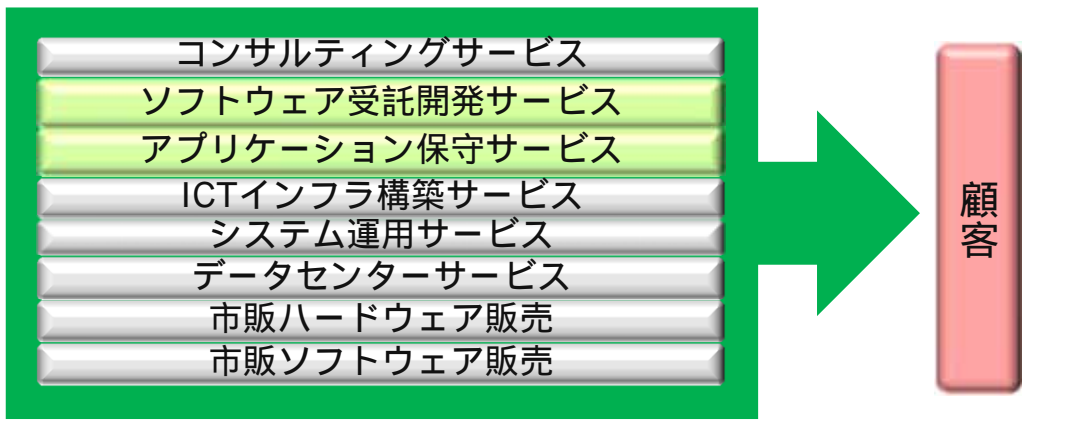 コンサルティングサービス
ソフトウェア受託開発サービス
アプリケーション保守サービス
ICTインフラ構築サービス
システム運用サービス
データセンターサービス
市販ハードウェア販売
市販ソフトウェア販売
顧客